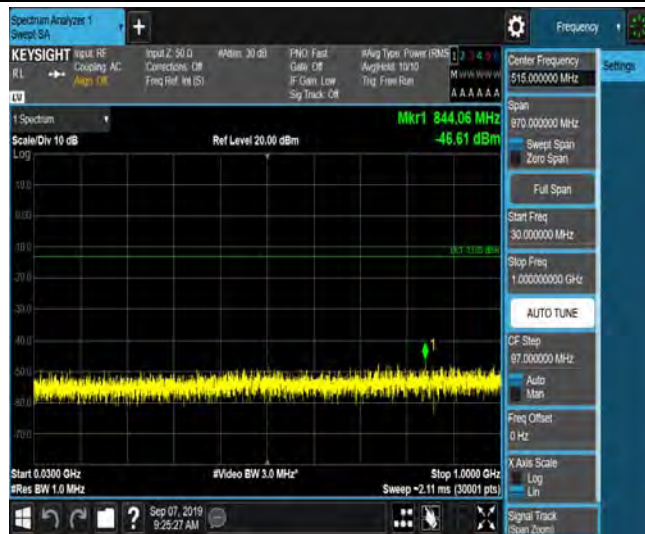 Spectrum Analyzer 1
Swept SA
+
Frequency
KEYSIGHT
Input: RF
Coupling: AC
Align: Off
Input Z: 50 Ω
Corrections: Off
Freq Ref: Int (S)
#Atten: 30 dB
PNO: Fast
Gate: Off
IF Gain: Low
Sig Track: Off
#Avg Type: Power (RMS
Avg|Hold: 10/10
Trig: Free Run
1 2 3 4 5 6
M W W W W W
A A A A A A
RL
LV
Center Frequency
515.000000 MHz
Settings
1 Spectrum
Mkr1 844.06 MHz
Scale/Div 10 dB
Ref Level 20.00 dBm
-46.61 dBm
Log
Span
970.000000 MHz
Swept Span
Zero Span
Full Span
Start Freq
30.000000 MHz
Stop Freq
1.000000000 GHz
AUTO TUNE
CF Step
97.000000 MHz
Auto
Man
Freq Offset
0 Hz
X Axis Scale
Log
Lin
Signal Track
(Span Zoom)
10.0
0.00
-10.0
DL1 -13.00 dBm
-20.0
-30.0
-40.0
1
-50.0
-60.0
-70.0
Start 0.0300 GHz
#Video BW 3.0 MHz*
Stop 1.0000 GHz
#Res BW 1.0 MHz
Sweep ~2.11 ms (30001 pts)
?
Sep 07, 2019
9:25:27 AM